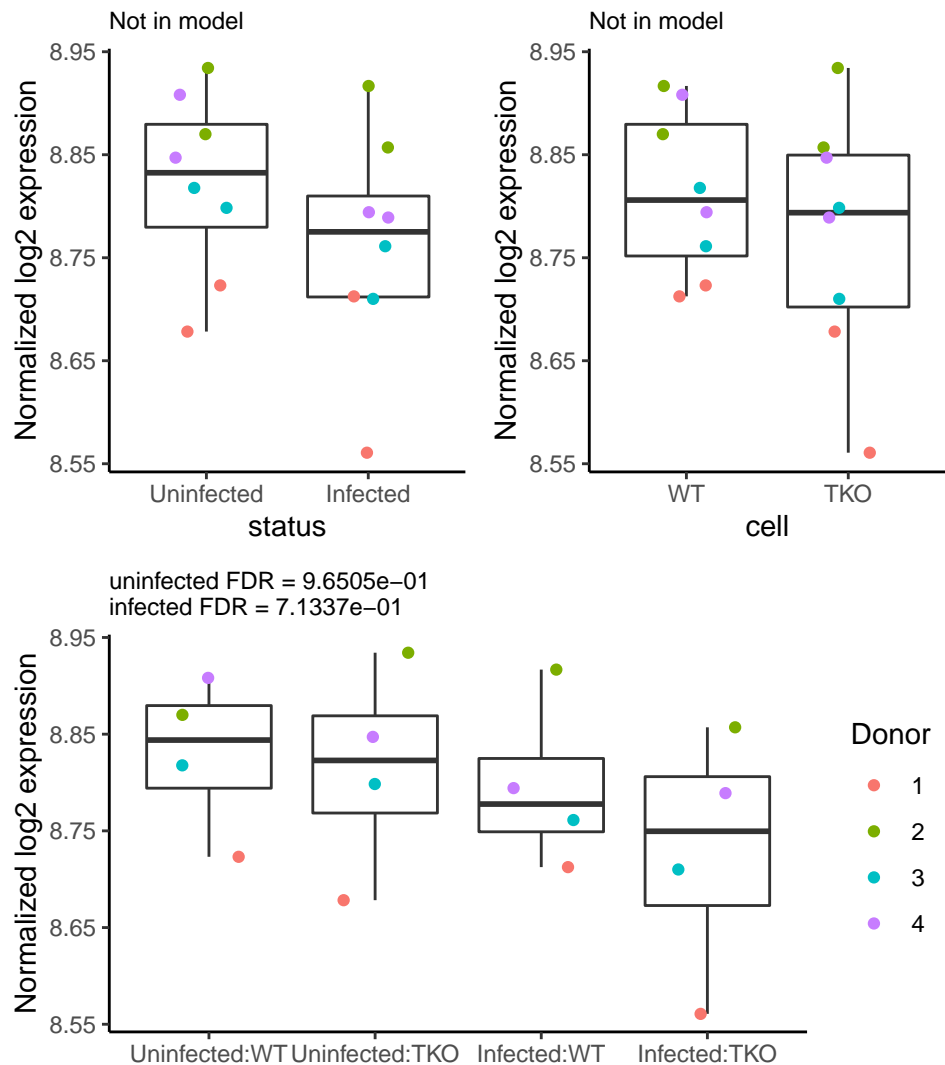 Not in model
Normalized log2 expression
8.95
8.85
8.75
8.65
8.55
Uninfected Infected
status
Not in model
Normalized log2 expression
8.95
8.85
8.75
8.65
8.55
WT TKO
cell
uninfected FDR = 9.6505e−01
infected FDR = 7.1337e−01
Normalized log2 expression
8.95
8.85
8.75
8.65
8.55
Uninfected:WT Uninfected:TKO Infected:WT Infected:TKO
Donor
1
2
3
4